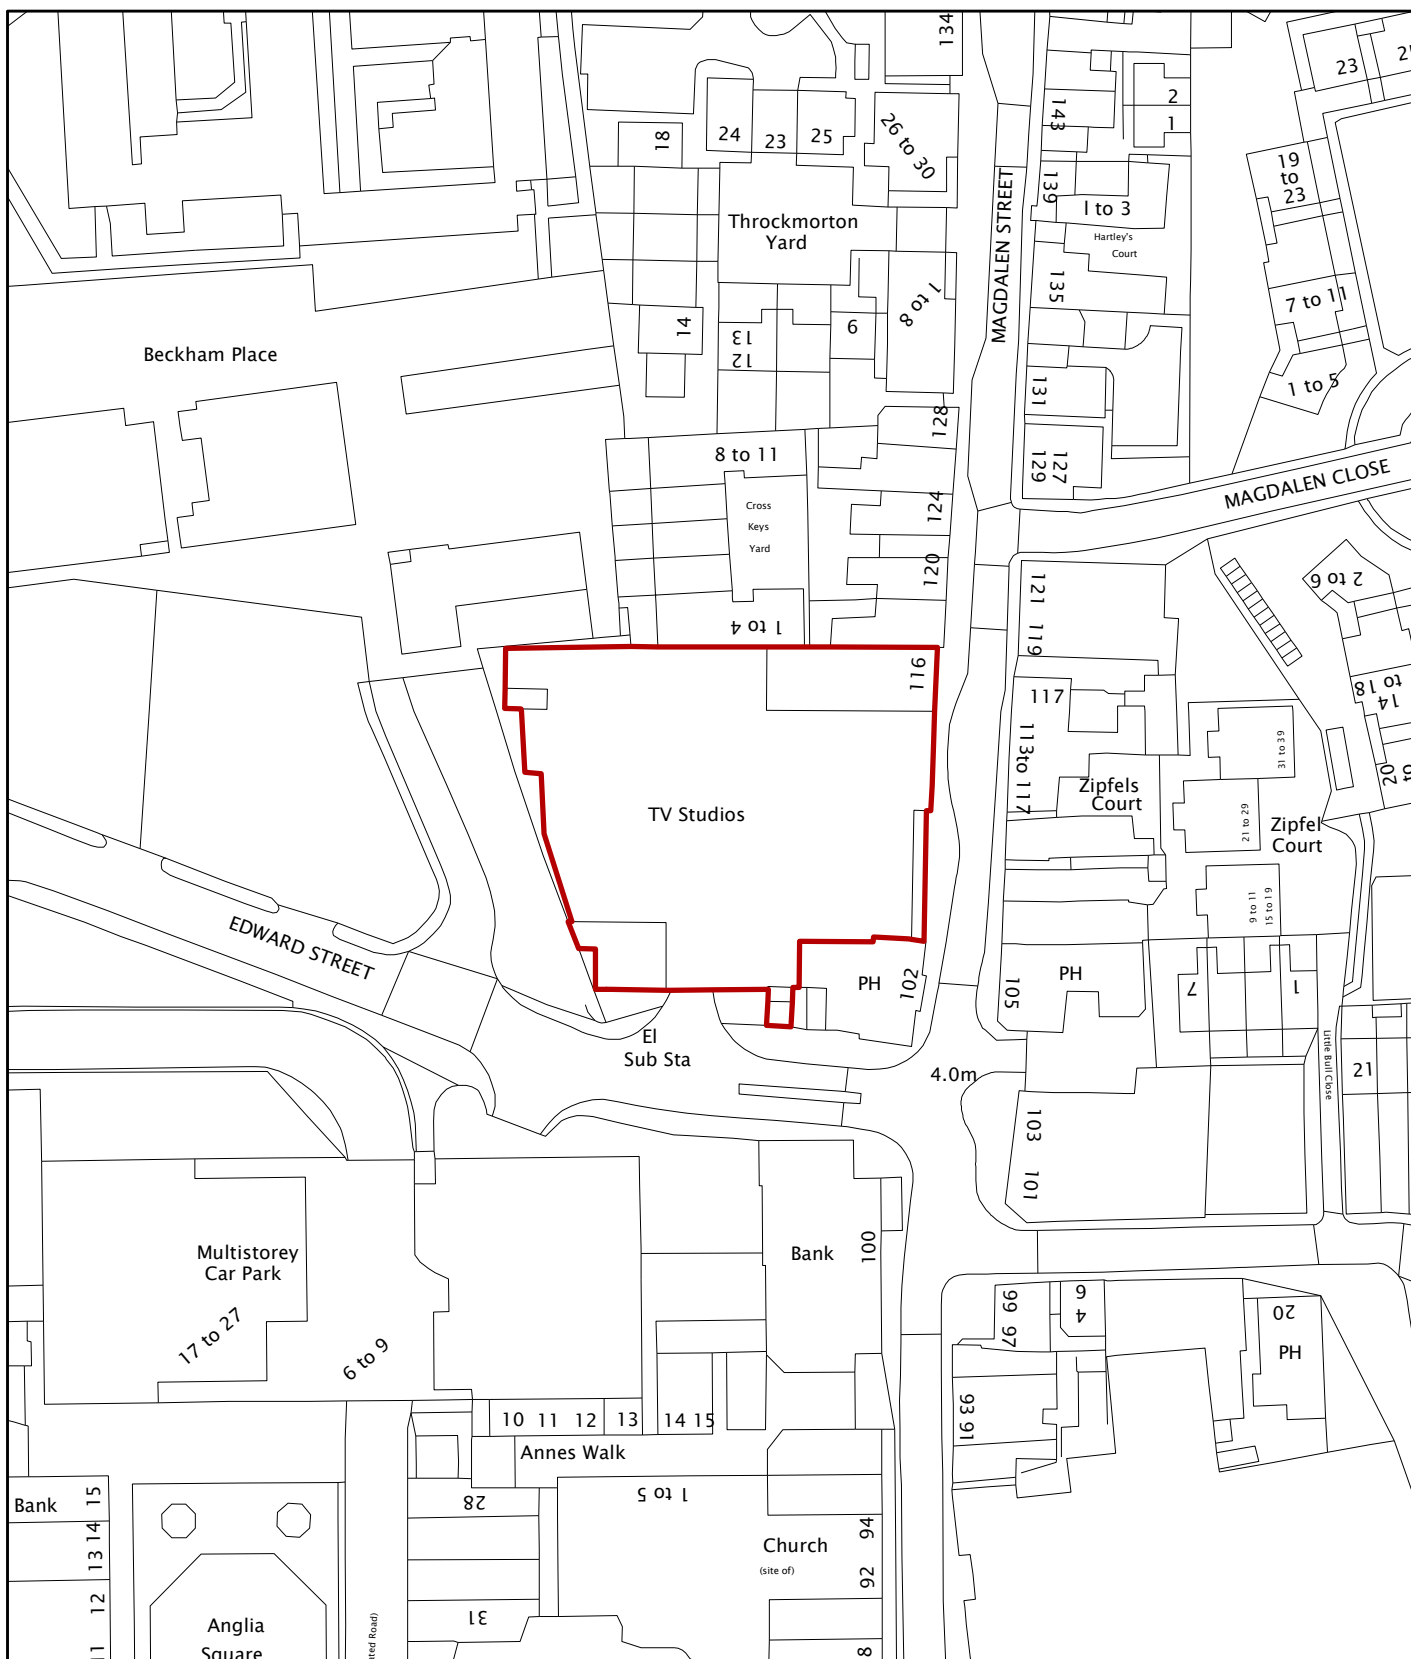 134
23
2
1
143
18
24
23
25
26 to 30
19
to
23
139
1 to 3
MAGDALEN STREET
Throckmorton
Yard
Hartley's
Court
135
7 to 11
1 to 8
14
13
12
6
Beckham Place
1 to 5
131
128
8 to 11
127
129
MAGDALEN CLOSE
Cross
Keys
Yard
124
120
2 to 6
121
1 to 4
119
116
117
14
to 18
113to 117
31 to 39
20
Zipfels
Court
TV Studios
21 to 29
Zipfel
Court
9 to 11
15 to 19
EDWARD STREET
PH
102
PH
105
7
1
El
Sub Sta
Little Bull Close
21
4.0m
103
101
Multistorey
Car Park
Bank
100
17 to 27
6 to 9
99
97
6
4
20
PH
93
91
10
11
12
13
14
15
Annes Walk
Bank
15
14
13
12
11
28
1 to 5
Church
(site of)
94
92
31
Anglia
Square
ated Road)
8